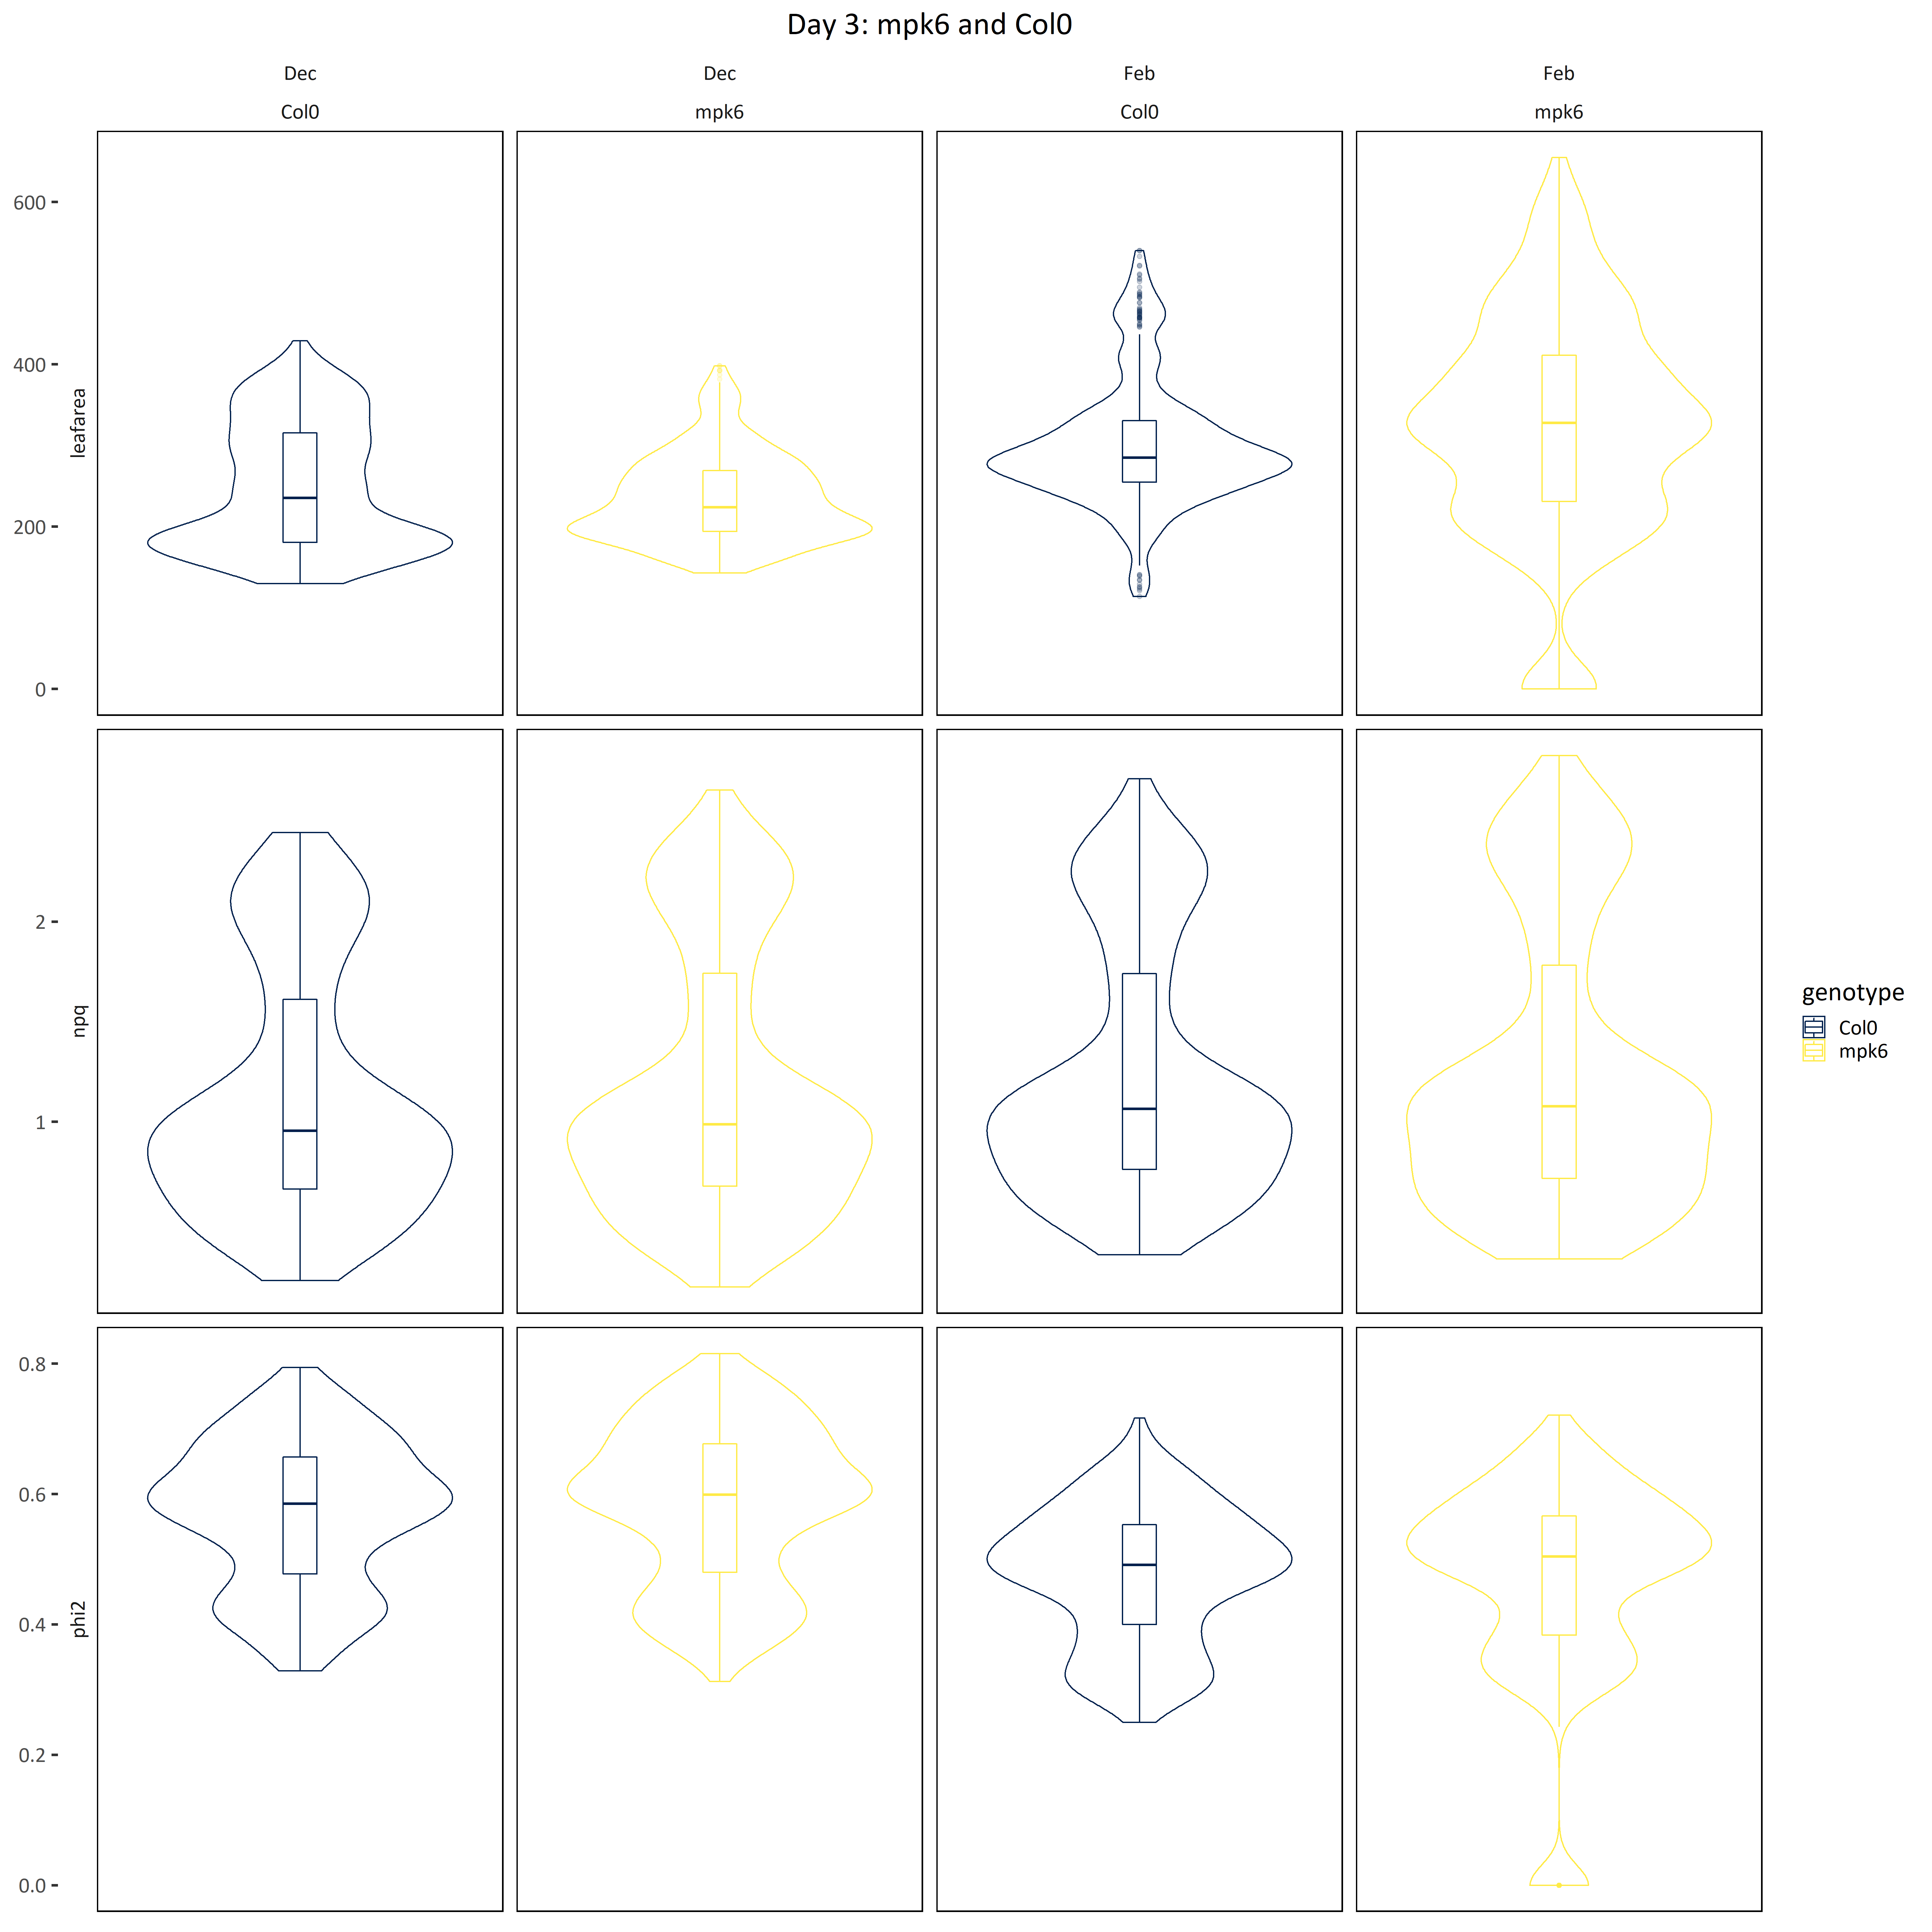 Day 3: mpk6 and Col0
Dec Dec Feb Feb
Col0 mpk6 Col0 mpk6
600
400
200
0
leafarea
2
1
npq
0.8
0.6
0.4
0.2
0.0
phi2
genotype
Col0
mpk6